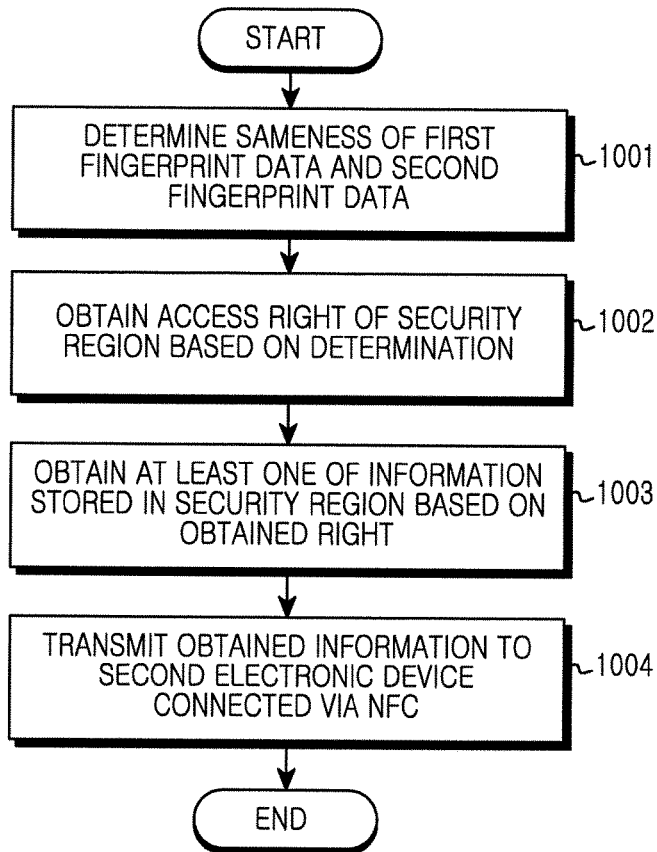 START
DETERMINE SAMENESS OF FIRST
FINGERPRINT DATA AND SECOND
FINGERPRINT DATA
1001
OBTAIN ACCESS RIGHT OF SECURITY
REGION BASED ON DETERMINATION
1002
OBTAIN AT LEAST ONE OF INFORMATION
STORED IN SECURITY REGION BASED ON
OBTAINED RIGHT
1003
TRANSMIT OBTAINED INFORMATION TO
SECOND ELECTRONIC DEVICE
CONNECTED VIA NFC
1004
END